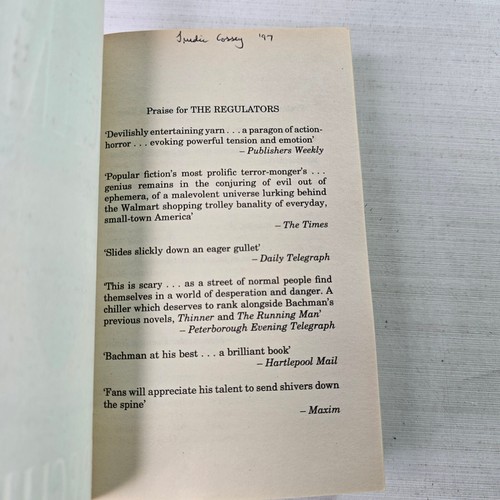 Trudie Cossey '97
Praise for THE REGULATORS
'Devilishly entertaining yarn . . . a paragon of action-
horror . . . evoking powerful tension and emotion'
– Publishers Weekly
'Popular fiction's most prolific terror-monger's . . .
genius remains in the conjuring of evil out of
ephemera, of a malevolent universe lurking behind
the Walmart shopping trolley banality of everyday,
small-town America'
– The Times
'Slides slickly down an eager gullet'
– Daily Telegraph
'This is scary . . . as a street of normal people find
themselves in a world of desperation and danger. A
chiller which deserves to rank alongside Bachman's
previous novels, Thinner and The Running Man'
– Peterborough Evening Telegraph
'Bachman at his best . . . a brilliant book'
– Hartlepool Mail
'Fans will appreciate his talent to send shivers down
the spine'
– Maxim